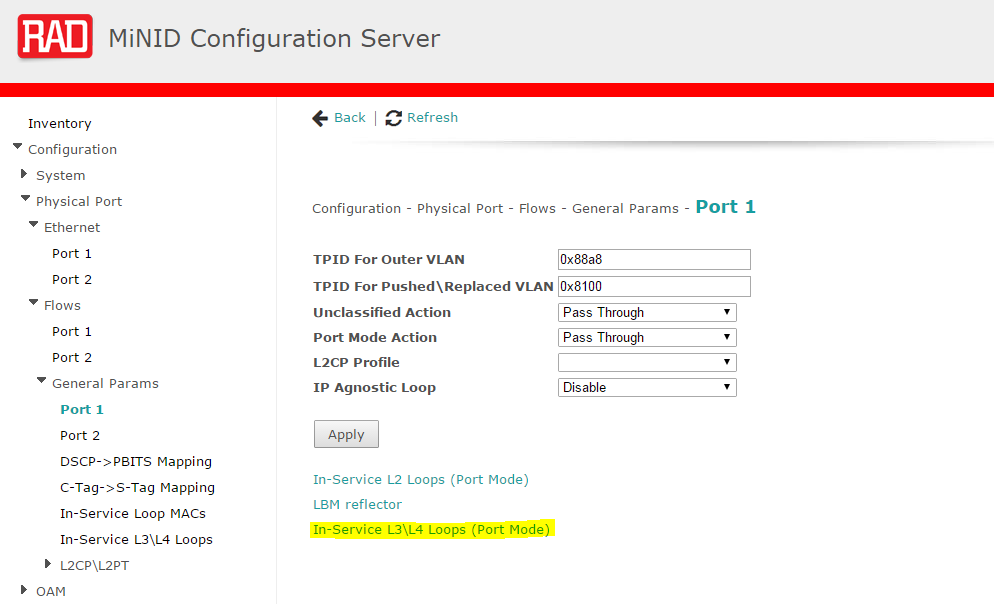 RAD MiNID Configuration Server
Back | Refresh
Inventory
Configuration
System
Physical Port
Ethernet
Port 1
Port 2
Flows
Port 1
Port 2
General Params
Port 1
Port 2
DSCP->PBITS Mapping
C-Tag->S-Tag Mapping
In-Service Loop MACs
In-Service L3\L4 Loops
L2CP\L2PT
OAM
Configuration - Physical Port - Flows - General Params - Port 1
TPID For Outer VLAN 0x88a8
TPID For Pushed\Replaced VLAN 0x8100
Unclassified Action Pass Through
Port Mode Action Pass Through
L2CP Profile
IP Agnostic Loop Disable
Apply
In-Service L2 Loops (Port Mode)
LBM reflector
In-Service L3\L4 Loops (Port Mode)